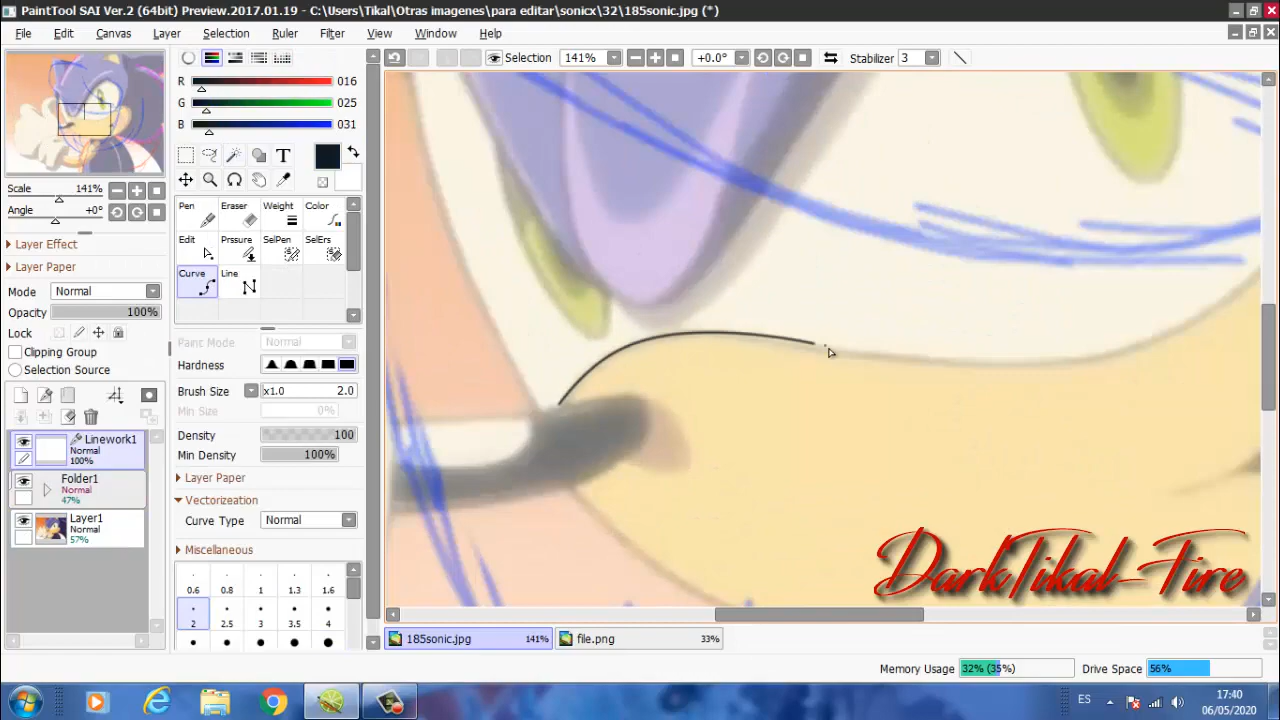 PaintTool SAI Ver.2 (64bit) Preview.2017.01.19 - C:\Users\Tikal\Otras imagenes\para editar\sonicx\32\185sonic.jpg (*)
File Edit Canvas Layer Selection Ruler Filter View Window Help
Selection 141% +0.0° Stabilizer 3
R 016
G 025
B 031
T
Scale 141%
Angle +0°
Layer Effect
Layer Paper
Mode Normal
Opacity 100%
Lock
Clipping Group
Selection Source
Linework1
Normal
100%
Folder1
Normal
47%
Layer1
Normal
57%
Pen Eraser Weight Color
Edit Prssure SelPen SelErs
Curve Line
Paint Mode Normal
Hardness
Brush Size x1.0 2.0
Min Size 0%
Density 100
Min Density 100%
Layer Paper
Vectorization
Curve Type Normal
Miscellaneous
0.6 0.8 1 1.3 1.6
2 2.5 3 3.5 4
DarkTikal-Fire
185sonic.jpg 141% file.png 33%
Memory Usage 32% (35%) Drive Space 56%
ES 17:40
06/05/2020